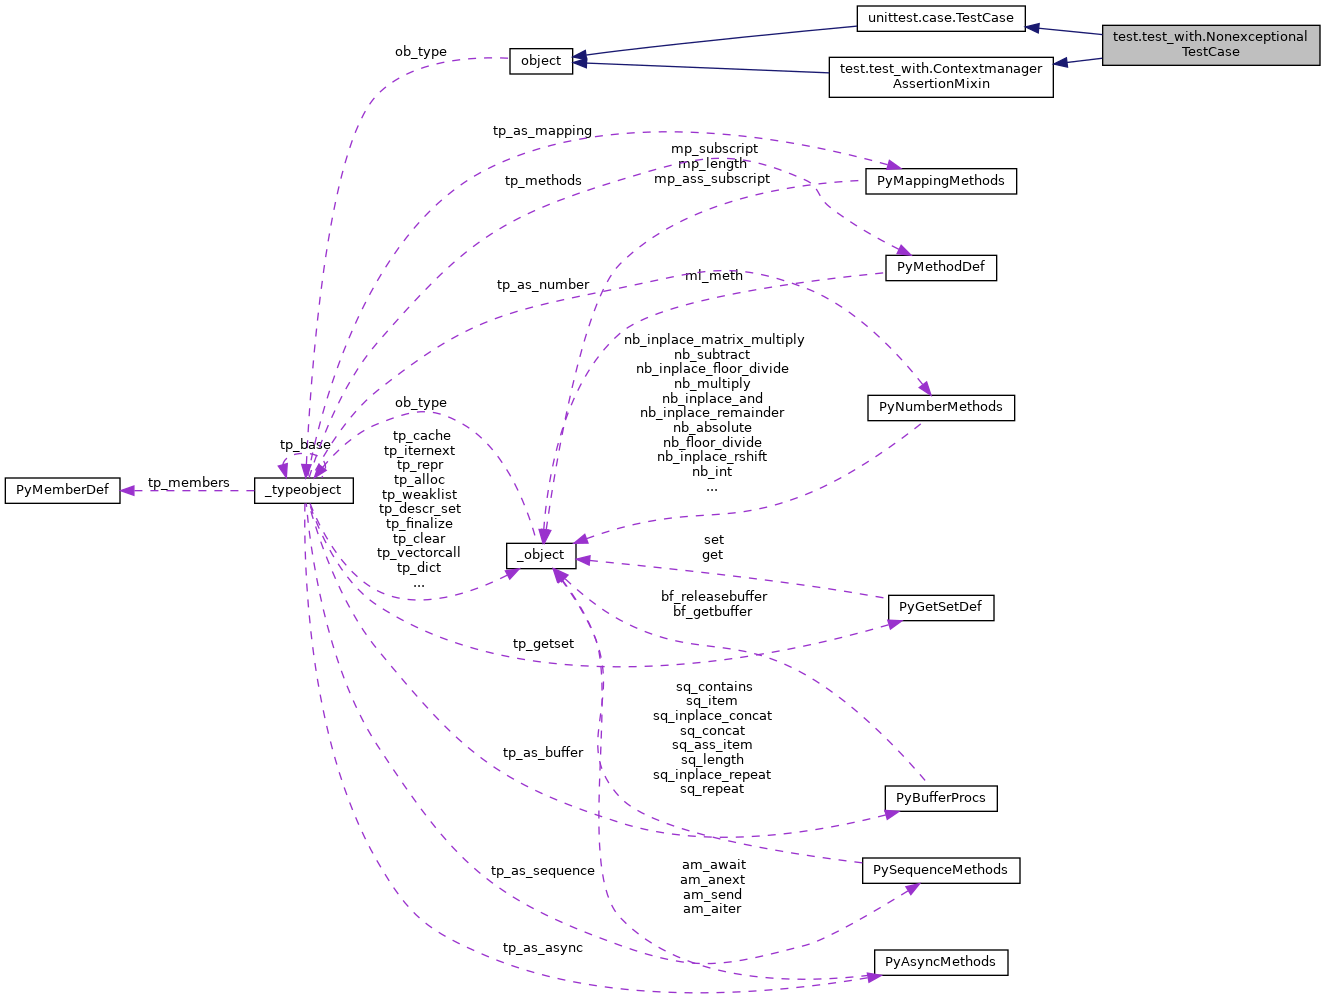 unittest.case.TestCase
test.test_with.Nonexceptional
TestCase
ob_type
object
test.test_with.Contextmanager
AssertionMixin
tp_as_mapping
mp_subscript
mp_length
mp_ass_subscript
tp_methods
PyMappingMethods
PyMethodDef
ml_meth
tp_as_number
nb_inplace_matrix_multiply
nb_subtract
nb_inplace_floor_divide
nb_multiply
nb_inplace_and
nb_inplace_remainder
nb_absolute
nb_floor_divide
nb_inplace_rshift
nb_int
...
PyNumberMethods
ob_type
tp_base
tp_cache
tp_iternext
tp_repr
tp_alloc
tp_weaklist
tp_descr_set
tp_finalize
tp_clear
tp_vectorcall
tp_dict
...
PyMemberDef
tp_members
_typeobject
_object
set
get
PyGetSetDef
bf_releasebuffer
bf_getbuffer
tp_getset
sq_contains
sq_item
sq_inplace_concat
sq_concat
sq_ass_item
sq_length
sq_inplace_repeat
sq_repeat
tp_as_buffer
PyBufferProcs
PySequenceMethods
tp_as_sequence
am_await
am_anext
am_send
am_aiter
tp_as_async
PyAsyncMethods